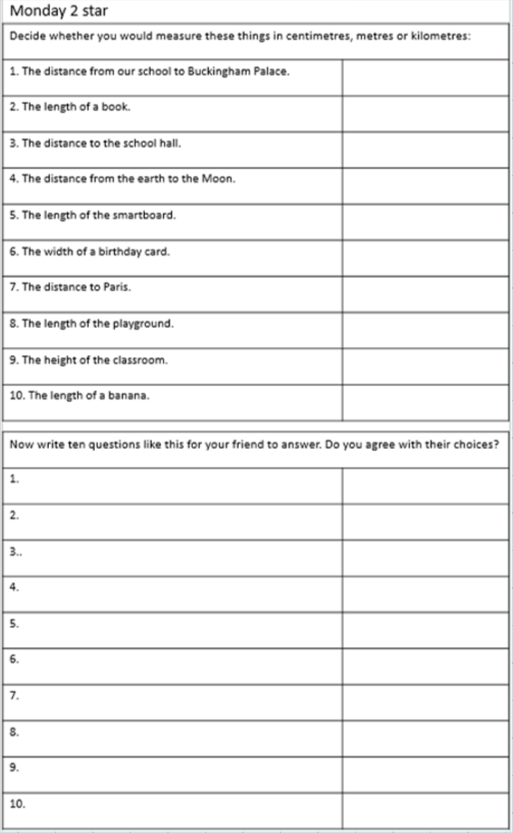 Monday 2 star
Decide whether you would measure these things in centimetres, metres or kilometres:
1. The distance from our school to Buckingham Palace.
2. The length of a book.
3. The distance to the school hall.
4. The distance from the earth to the Moon.
5. The length of the smartboard.
6. The width of a birthday card.
7. The distance to Paris.
8. The length of the playground.
9. The height of the classroom.
10. The length of a banana.
Now write ten questions like this for your friend to answer. Do you agree with their choices?
1.
2.
3..
4.
5.
6.
7.
8.
9.
10.